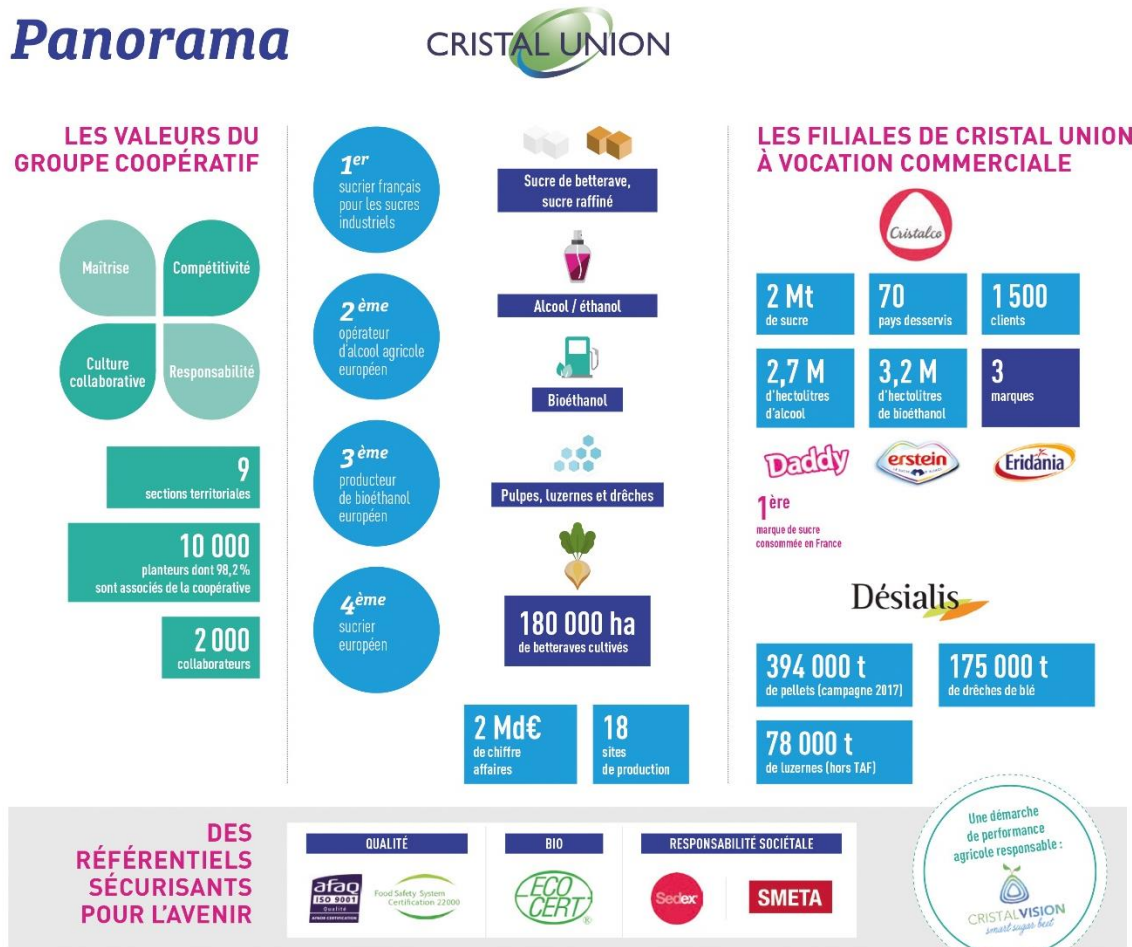 Panorama
CRISTAL UNION
LES VALEURS DU
GROUPE COOPÉRATIF
Maîtrise
Compétitivité
Culture
collaborative
Responsabilité
9
sections territoriales
10 000
planteurs dont 98,2%
sont associés de la coopérative
2 000
collaborateurs
1er
sucrier français
pour les sucres
industriels
2ème
opérateur
d'alcool agricole
européen
3ème
producteur
de bioéthanol
européen
4ème
sucrier
européen
Sucre de betterave,
sucre raffiné
Alcool / éthanol
Bioéthanol
Pulpes, luzernes et drêches
180 000 ha
de betteraves cultivés
2 Md€
de chiffre
affaires
18
sites
de production
LES FILIALES DE CRISTAL UNION
À VOCATION COMMERCIALE
Cristalco
2 Mt
de sucre
70
pays desservis
1 500
clients
2,7 M
d'hectolitres
d'alcool
3,2 M
d'hectolitres
de bioéthanol
3
marques
Daddy
erstein
Eridania
1ère
marque de sucre
consommée en France
Désialis
394 000 t
de pellets (campagne 2017)
175 000 t
de drêches de blé
78 000 t
de luzernes (hors TAF)
DES
RÉFÉRENTIELS
SÉCURISANTS
POUR L'AVENIR
QUALITÉ
afaq
ISO 9001
Qualité
AFNOR CERTIFICATION
Food Safety System
Certification 22000
BIO
ECO
CERT
®
RESPONSABILITÉ SOCIÉTALE
Sedex
SMETA
Une démarche
de performance
agricole responsable :
CRISTALVISION
smart sugar beet